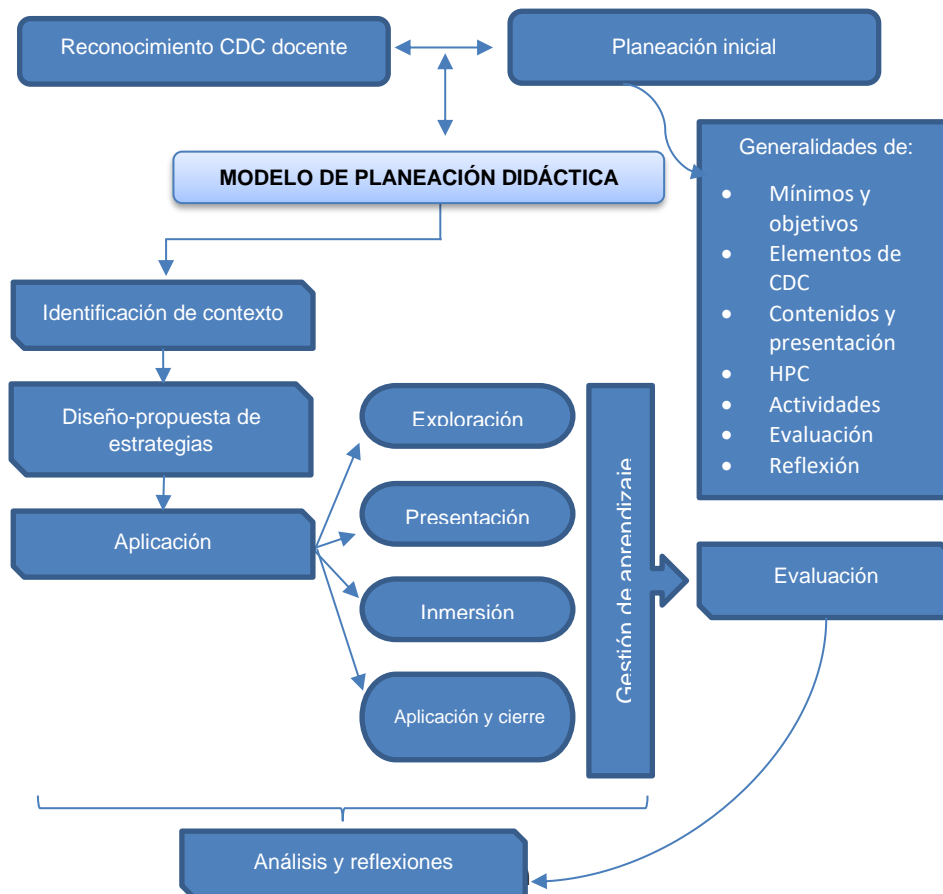 Reconocimiento CDC docente
Planeación inicial
MODELO DE PLANEACIÓN DIDÁCTICA
Generalidades de:
• Mínimos y
objetivos
• Elementos de
CDC
• Contenidos y
presentación
• HPC
• Actividades
• Evaluación
• Reflexión
Identificación de contexto
Diseño-propuesta de
estrategias
Aplicación
Exploración
Presentación
Inmersión
Aplicación y cierre
Gestión de aprendizaje
Evaluación
Análisis y reflexiones